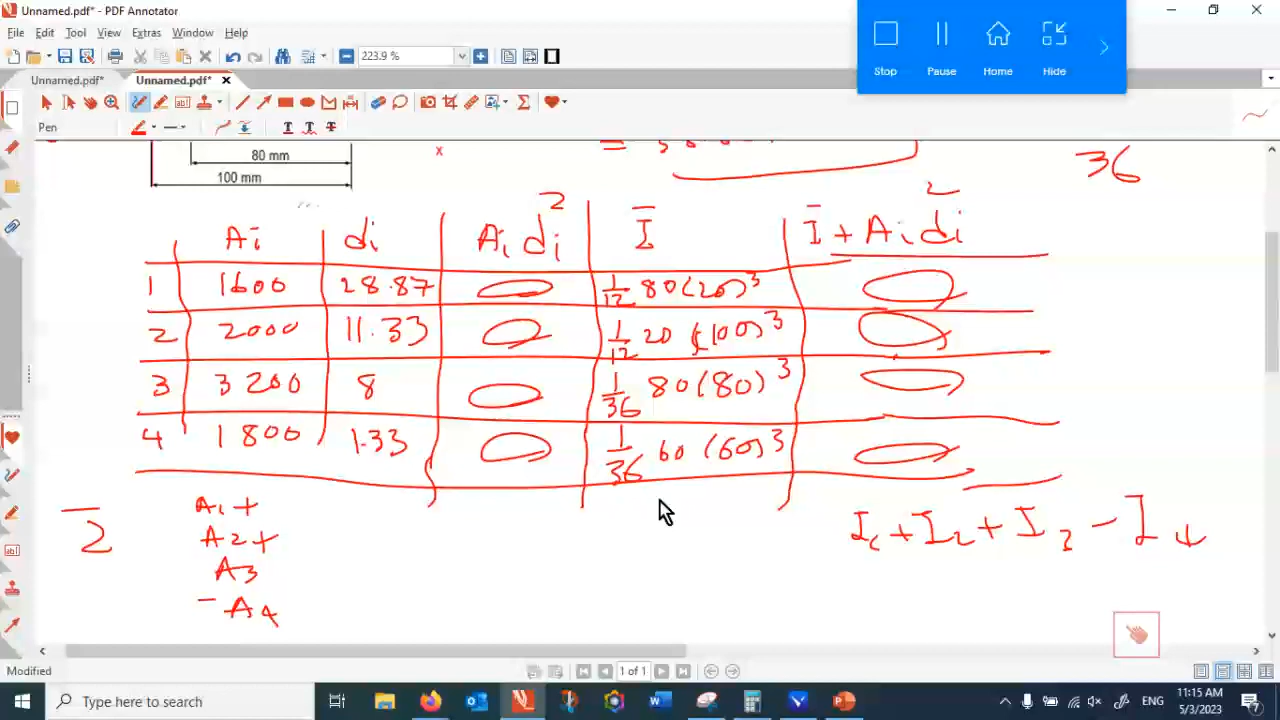 Unnamed.pdf* - PDF Annotator
File Edit Tool View Extras Window Help
223.9 %
Stop Pause Home Hide
Unnamed.pdf* Unnamed.pdf*
Pen
80 mm
x
100 mm
36
Ai di Ai di² Ī Ī + Ai di²
1 1600 28.87 1/12 80(20)³
2 2000 11.33 1/12 20 (100)³
3 3200 8 1/36 80(80)³
4 1800 1.33 1/36 60 (60)³
A1 +
A2 +
A3
- A4
I1 + I2 + I3 - I4
Modified
1 of 1
Type here to search
ENG
11:15 AM
5/3/2023